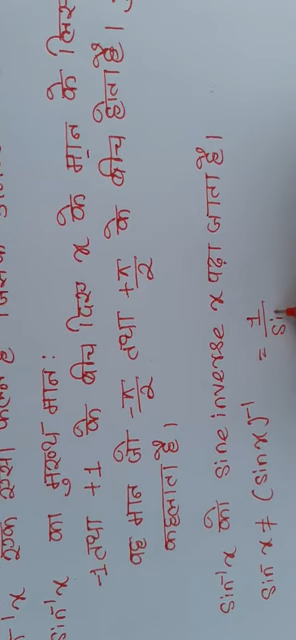 sin⁻¹x का मुख्य मान:
-1 तथा +1 के बीच दिए x के मान के लिए
वह मान जो -π/2 तथा +π/2 के बीच होता है।
कहलाता है।
sin⁻¹x को sine inverse x पढ़ा जाता है।
sin⁻¹x ≠ (sin x)⁻¹ = 1/s